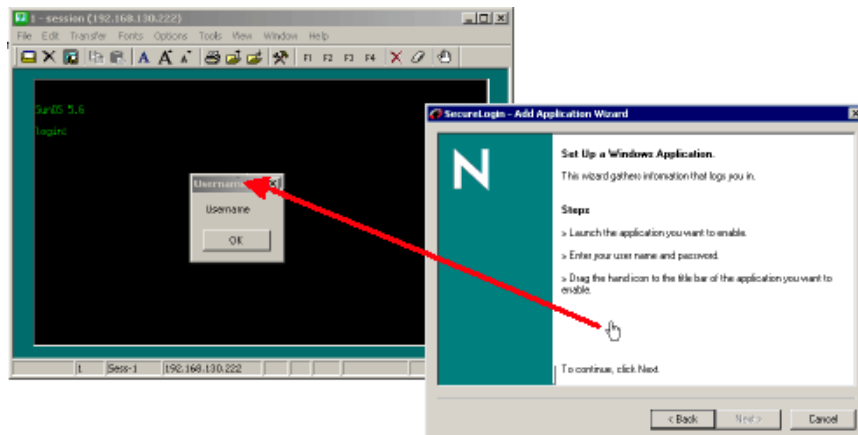 1 - session (192.168.130.222)
File Edit Transfer Fonts Options Tools View Window Help
A A A F1 F2 F3 F4
SunOS 5.6
login:
Username
Username
OK
1 Sess-1 192.168.130.222
SecureLogin - Add Application Wizard
N
Set Up a Windows Application.
This wizard gathers information that logs you in.
Steps
> Launch the application you want to enable.
> Enter your user name and password.
> Drag the hand icon to the title bar of the application you want to
enable.
To continue, click Next
< Back Next > Cancel